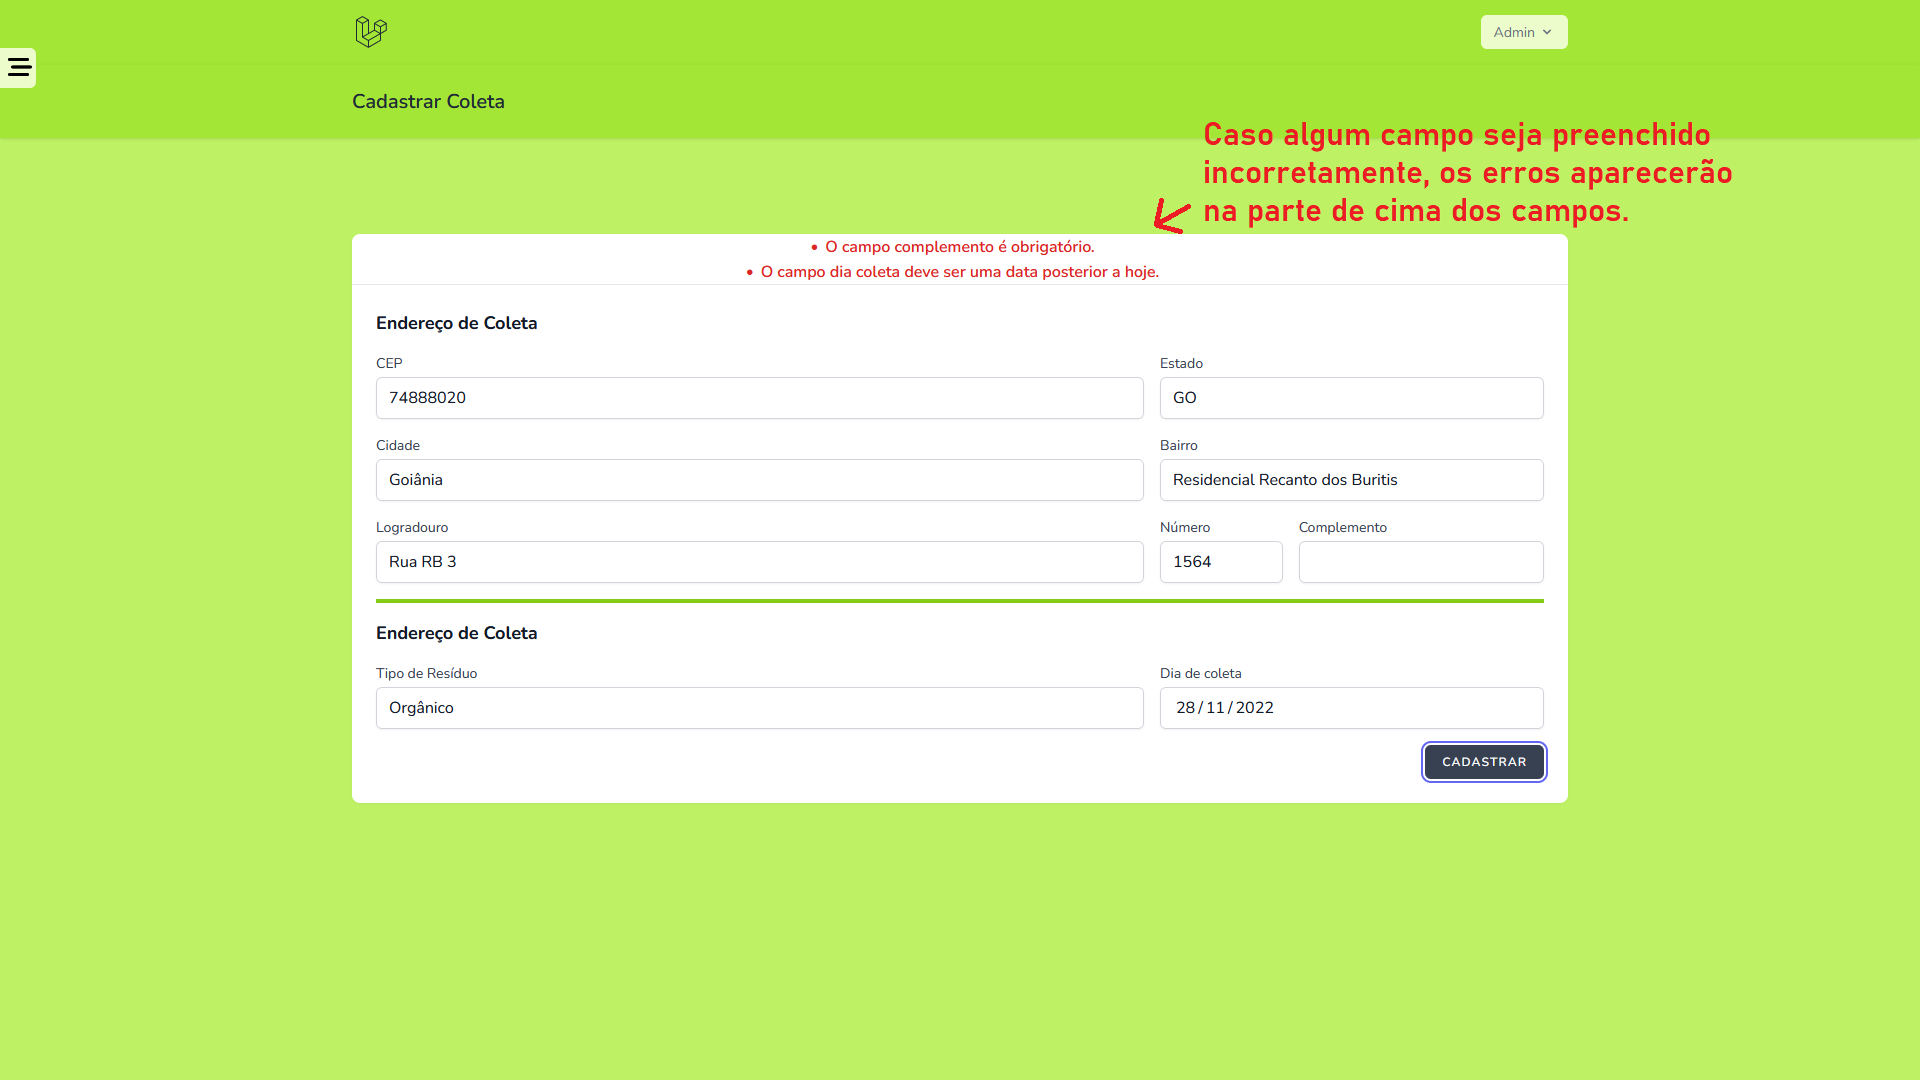 Admin
Cadastrar Coleta
Caso algum campo seja preenchido
incorretamente, os erros aparecerão
na parte de cima dos campos.
• O campo complemento é obrigatório.
• O campo dia coleta deve ser uma data posterior a hoje.
Endereço de Coleta
CEP
Estado
74888020
GO
Cidade
Bairro
Goiânia
Residencial Recanto dos Buritis
Logradouro
Número
Complemento
Rua RB 3
1564
Endereço de Coleta
Tipo de Resíduo
Dia de coleta
Orgânico
28/11/2022
CADASTRAR